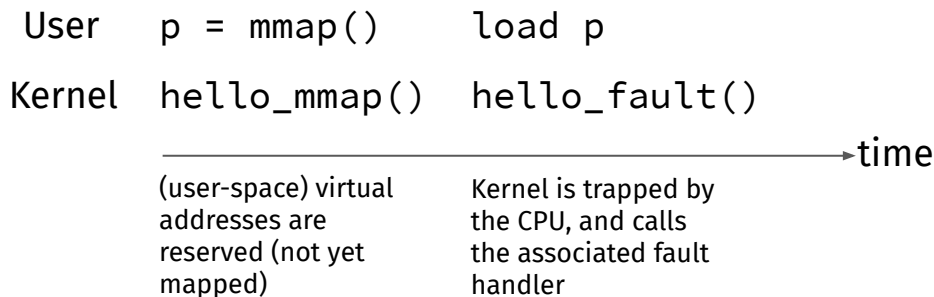 User p = mmap() load p
Kernel hello_mmap() hello_fault()
time
(user-space) virtual
addresses are
reserved (not yet
mapped)
Kernel is trapped by
the CPU, and calls
the associated fault
handler